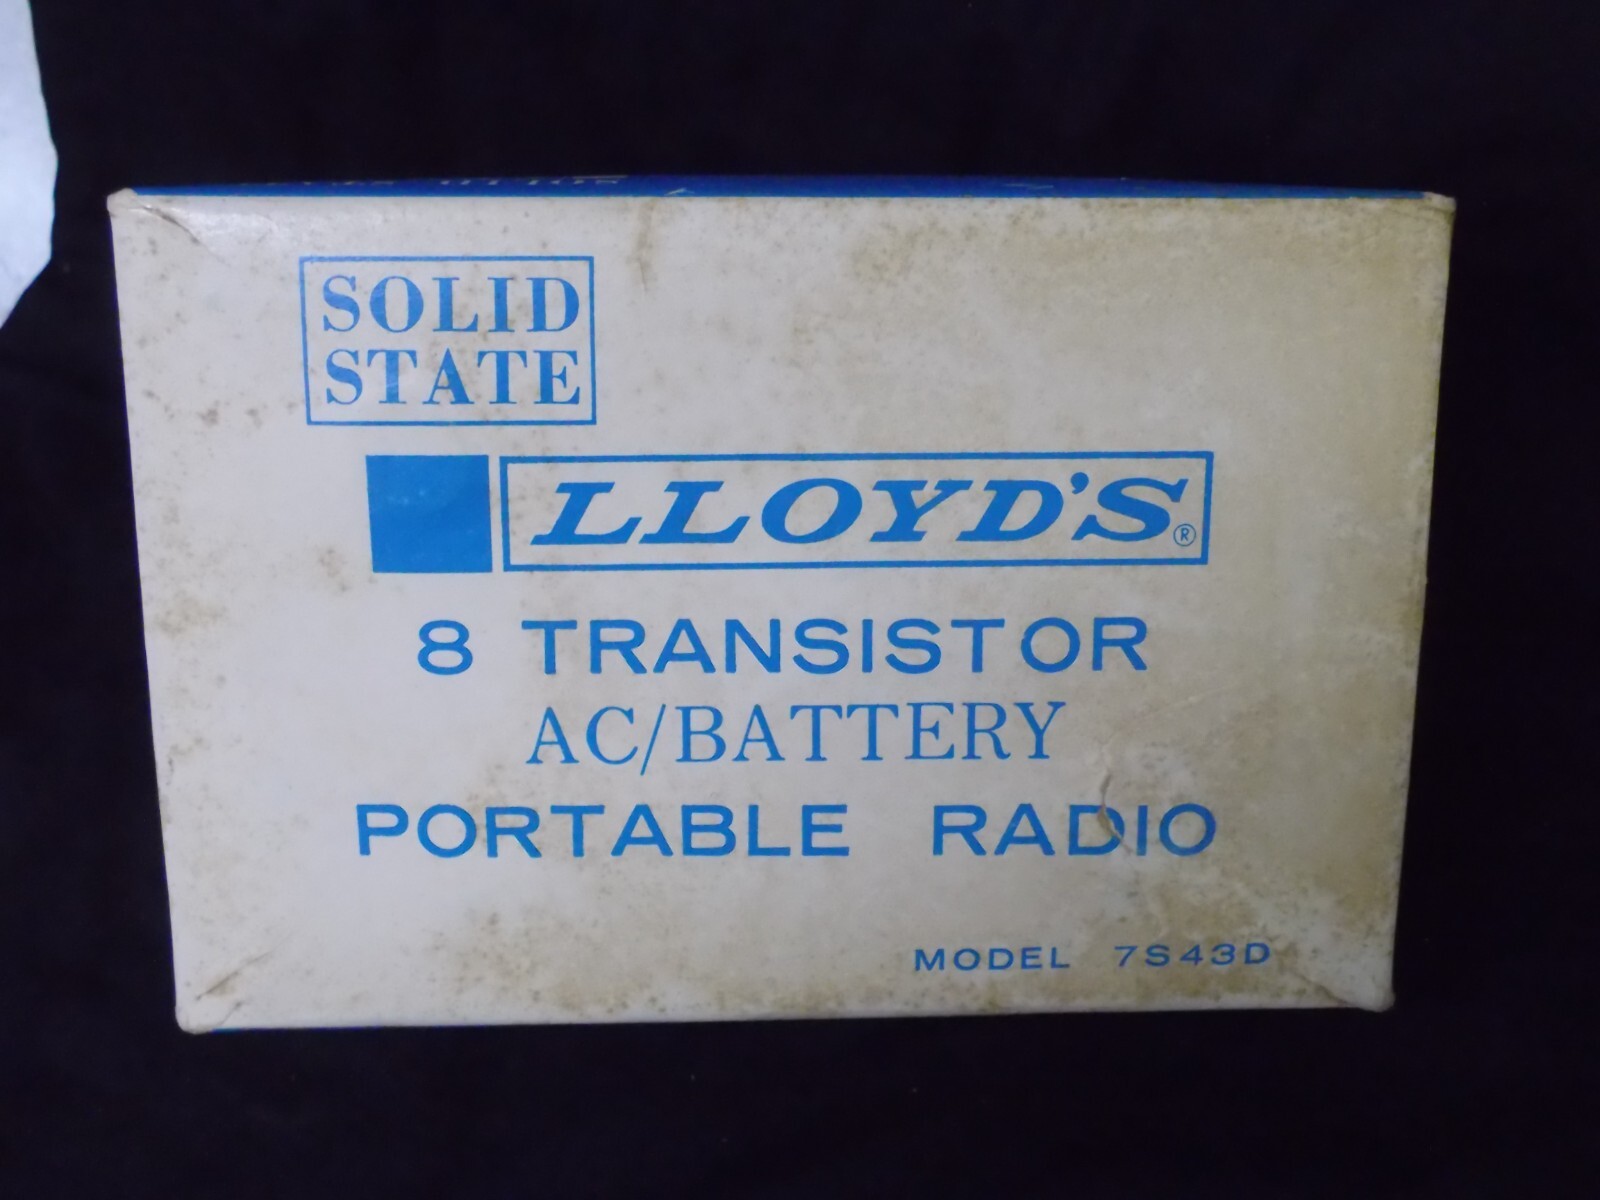 SOLID
STATE
LLOYD'S®
8 TRANSISTOR
AC/BATTERY
PORTABLE RADIO
MODEL 7S43D